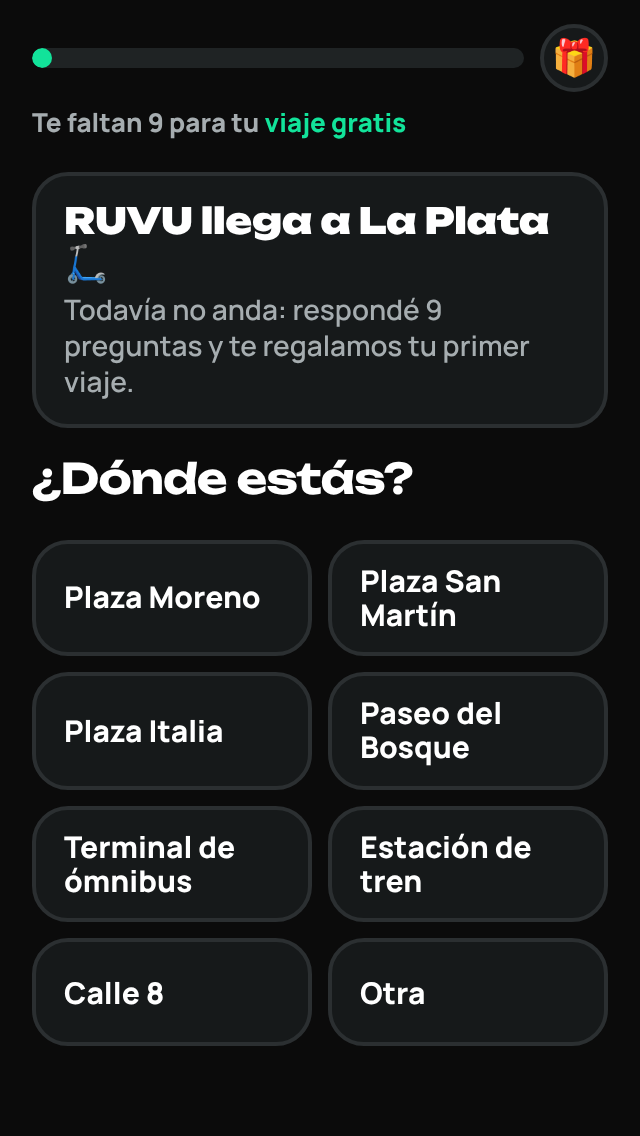 Te faltan 9 para tu viaje gratis
RUVU llega a La Plata
Todavía no anda: respondé 9
preguntas y te regalamos tu primer
viaje.
¿Dónde estás?
Plaza Moreno
Plaza San
Martín
Plaza Italia
Paseo del
Bosque
Terminal de
ómnibus
Estación de
tren
Calle 8
Otra